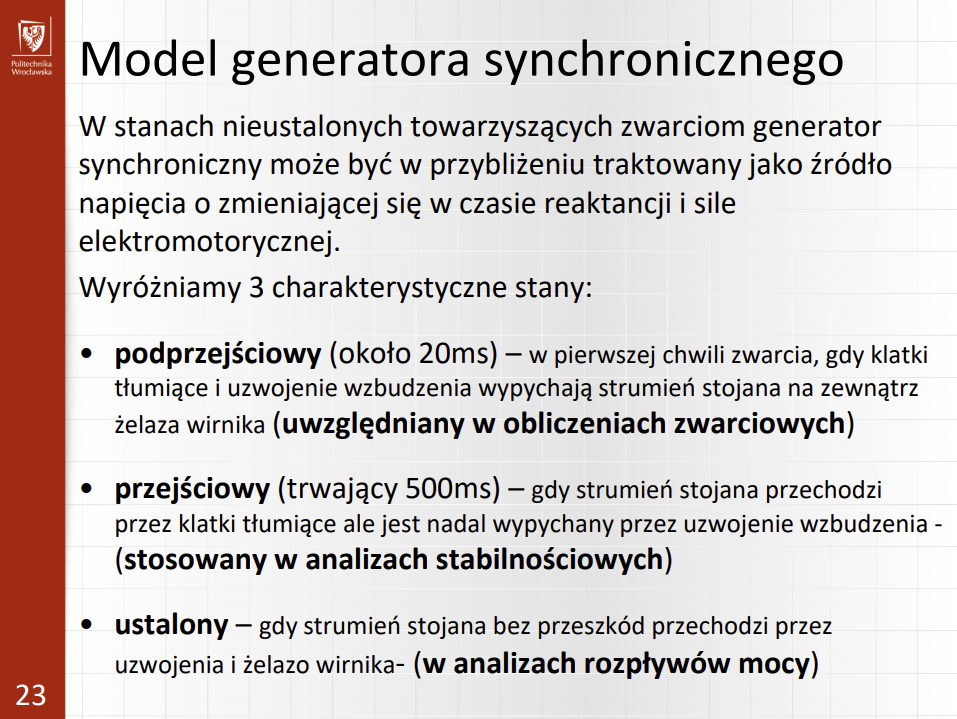 Politechnika
Wrocławska
Model generatora synchronicznego
W stanach nieustalonych towarzyszących zwarciom generator
synchroniczny może być w przybliżeniu traktowany jako źródło
napięcia o zmieniającej się w czasie reaktancji i sile
elektromotorycznej.
Wyróżniamy 3 charakterystyczne stany:
• podprzejściowy (około 20ms) – w pierwszej chwili zwarcia, gdy klatki
tłumiące i uzwojenie wzbudzenia wypychają strumień stojana na zewnątrz
żelaza wirnika (uwzględniany w obliczeniach zwarciowych)
• przejściowy (trwający 500ms) – gdy strumień stojana przechodzi
przez klatki tłumiące ale jest nadal wypychany przez uzwojenie wzbudzenia -
(stosowany w analizach stabilnościowych)
• ustalony – gdy strumień stojana bez przeszkód przechodzi przez
uzwojenia i żelazo wirnika- (w analizach rozpływów mocy)
23